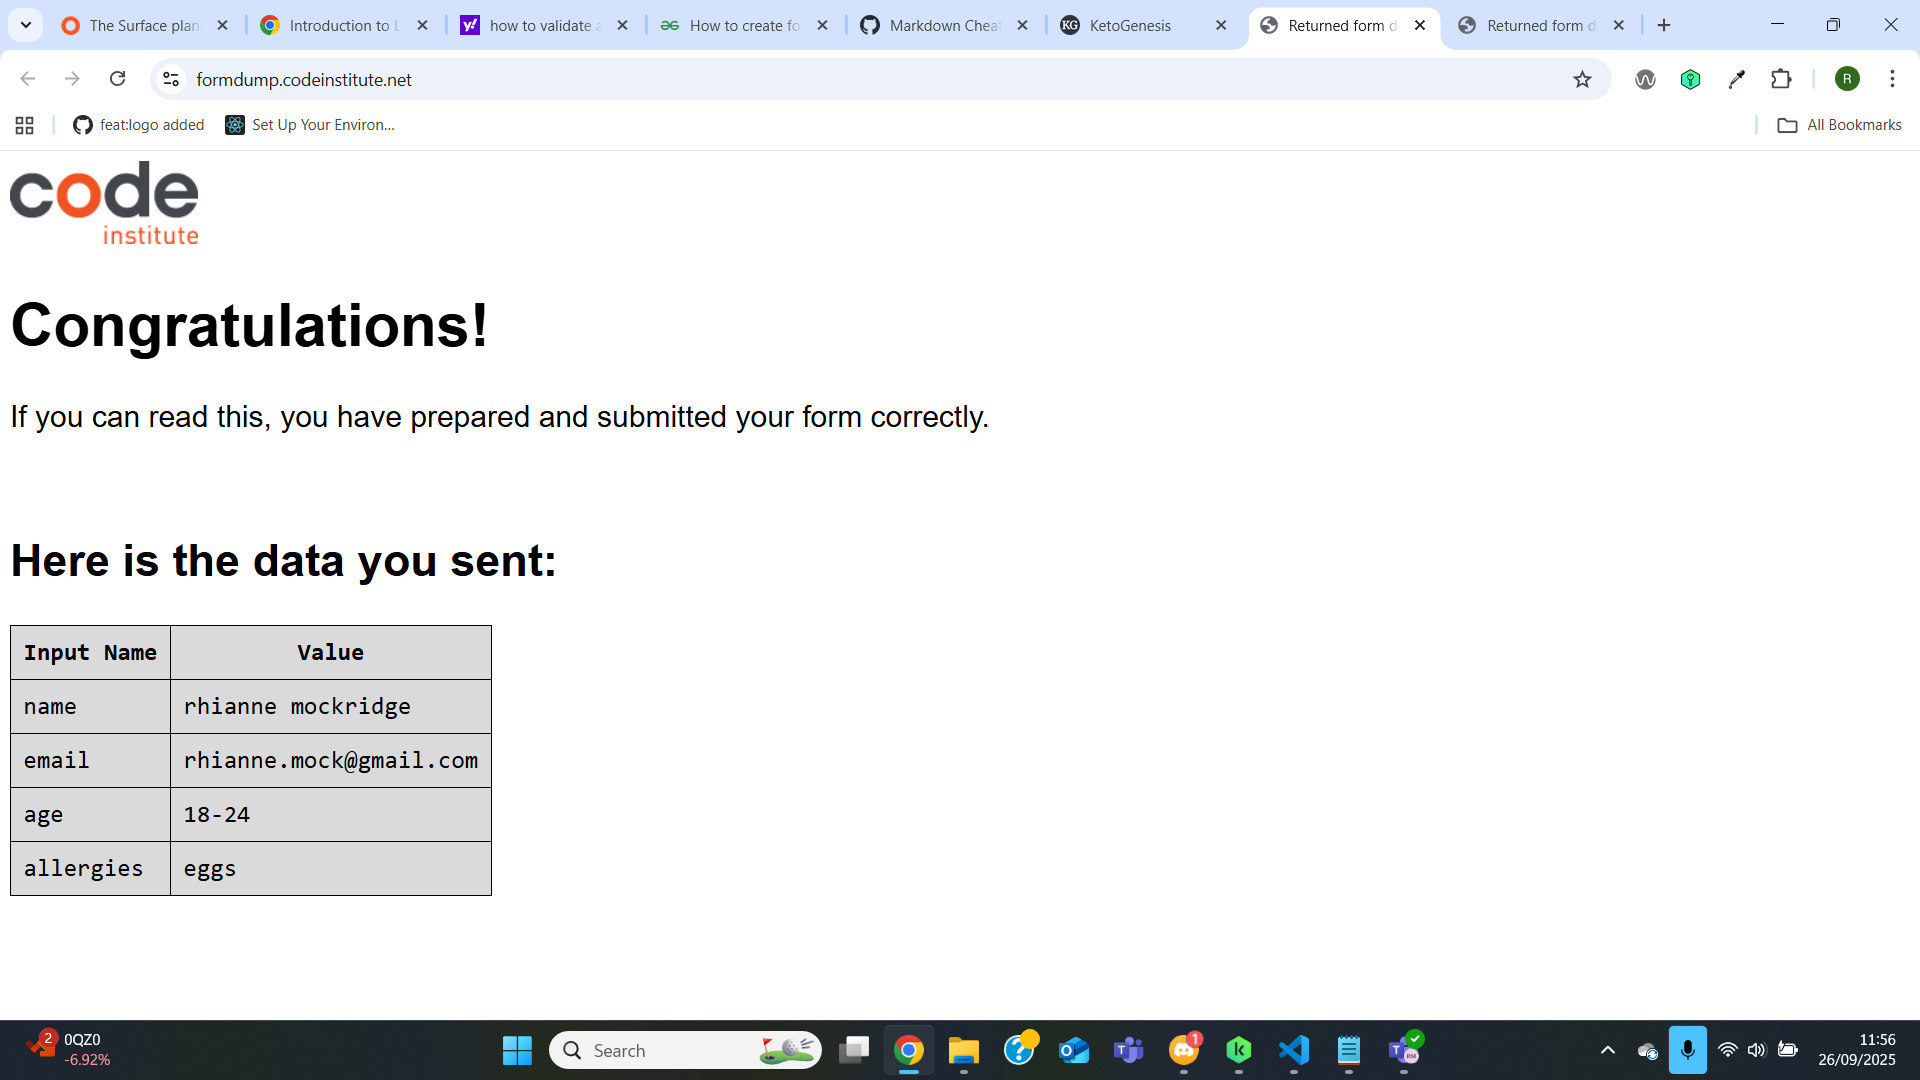 The Surface plan
Introduction to L
how to validate a
How to create fo
Markdown Cheat
KG KetoGenesis
Returned form d
Returned form d
formdump.codeinstitute.net
R
feat:logo added
Set Up Your Environ...
All Bookmarks
code
institute
Congratulations!
If you can read this, you have prepared and submitted your form correctly.
Here is the data you sent:
Input Name Value
name rhianne mockridge
email rhianne.mock@gmail.com
age 18-24
allergies eggs
2
0QZ0
-6.92%
Search
1
RM
11:56
26/09/2025